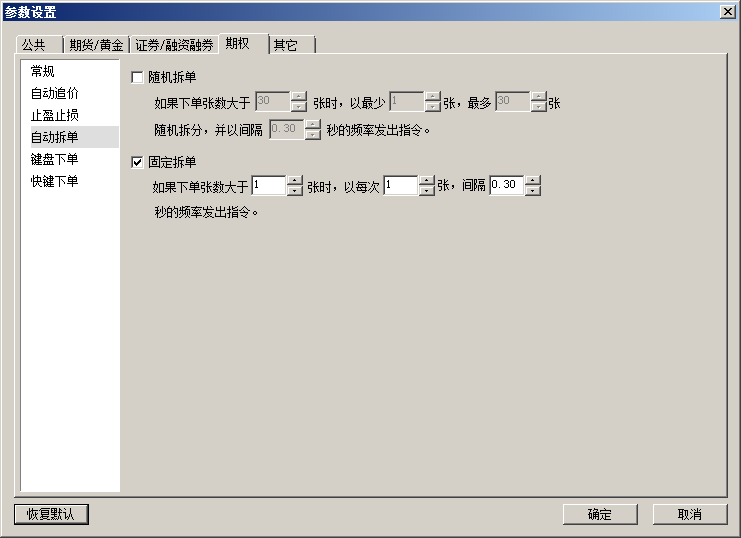 参数设置
公共 期货/黄金 证券/融资融券 期权 其它
常规
自动追价
止盈止损
自动拆单
键盘下单
快键下单
随机拆单
如果下单张数大于 30 张时，以最少 1 张，最多 30 张
随机拆分，并以间隔 0.30 秒的频率发出指令。
固定拆单
如果下单张数大于 1 张时，以每次 1 张，间隔 0.30
秒的频率发出指令。
恢复默认 确定 取消